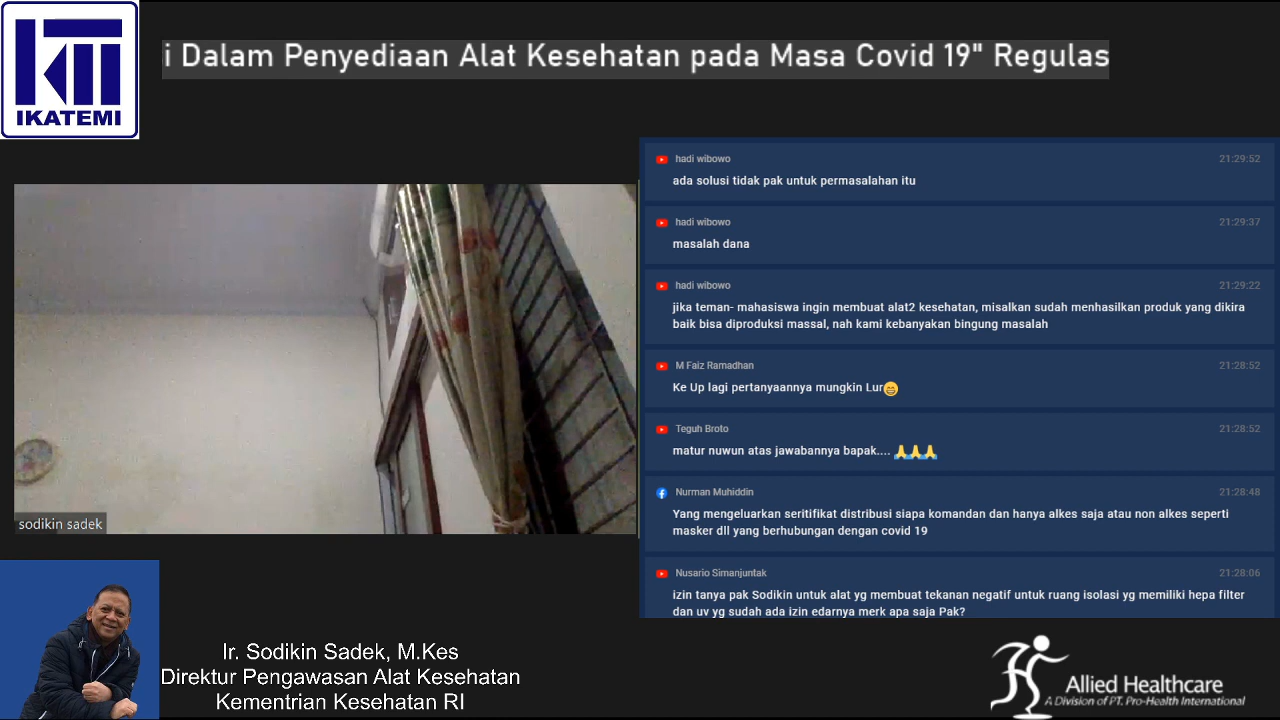 IKATEMI
i Dalam Penyediaan Alat Kesehatan pada Masa Covid 19" Regulas
hadi wibowo 21:29:52
ada solusi tidak pak untuk permasalahan itu
hadi wibowo 21:29:37
masalah dana
hadi wibowo 21:29:22
jika teman- mahasiswa ingin membuat alat2 kesehatan, misalkan sudah menhasilkan produk yang dikira
baik bisa diproduksi massal, nah kami kebanyakan bingung masalah
M Faiz Ramadhan 21:28:52
Ke Up lagi pertanyaannya mungkin Lur😁
Teguh Broto 21:28:52
matur nuwun atas jawabannya bapak.... 🙏🙏🙏
Nurman Muhiddin 21:28:48
Yang mengeluarkan seritifikat distribusi siapa komandan dan hanya alkes saja atau non alkes seperti
masker dll yang berhubungan dengan covid 19
Nusario Simanjuntak 21:28:06
izin tanya pak Sodikin untuk alat yg membuat tekanan negatif untuk ruang isolasi yg memiliki hepa filter
dan uv yg sudah ada izin edarnya merk apa saja Pak?
sodikin sadek
Ir. Sodikin Sadek, M.Kes
Direktur Pengawasan Alat Kesehatan
Kementrian Kesehatan RI
Allied Healthcare
A Division of PT. Pro-Health International